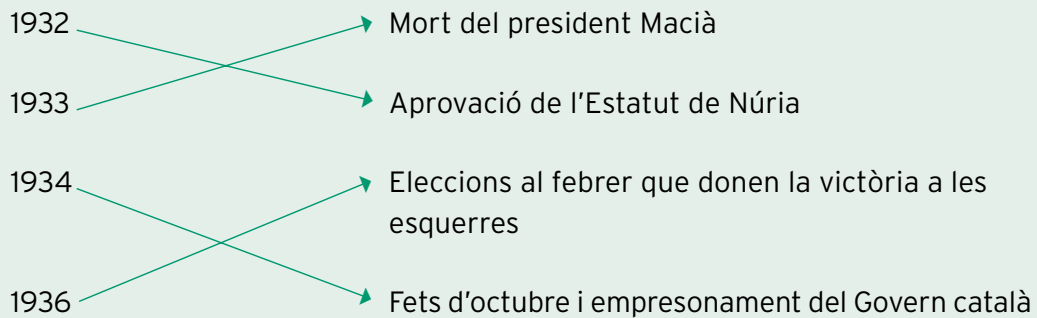 1932 Mort del president Macià
1933 Aprovació de l'Estatut de Núria
1934 Eleccions al febrer que donen la victòria a les
esquerres
1936 Fets d'octubre i empresonament del Govern català